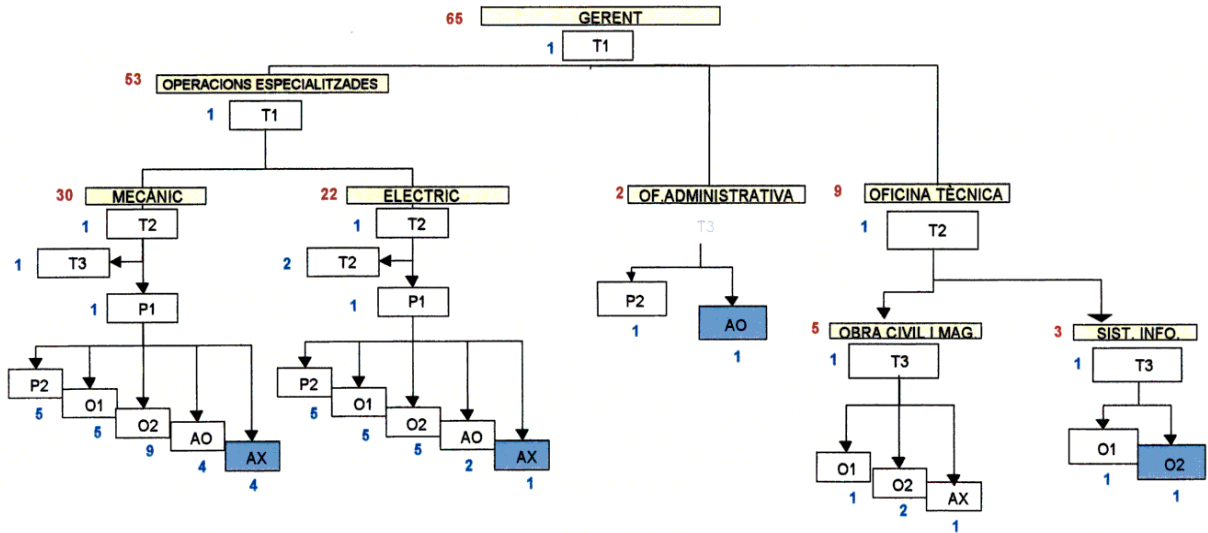 65 GERENT
1 T1
53 OPERACIONS ESPECIALITZADES
1 T1
30 MECÀNIC
1 T2
1 T3
1 P1
P2
5
O1
5
O2
9
AO
4
AX
4
22 ELECTRIC
1 T2
2 T2
1 P1
P2
5
O1
5
O2
5
AO
2
AX
1
2 OF.ADMINISTRATIVA
T3
P2
1
AO
1
9 OFICINA TÈCNICA
1 T2
5 OBRA CIVIL I MAG.
1 T3
O1
1
O2
2
AX
1
3 SIST. INFO.
1 T3
O1
1
O2
1